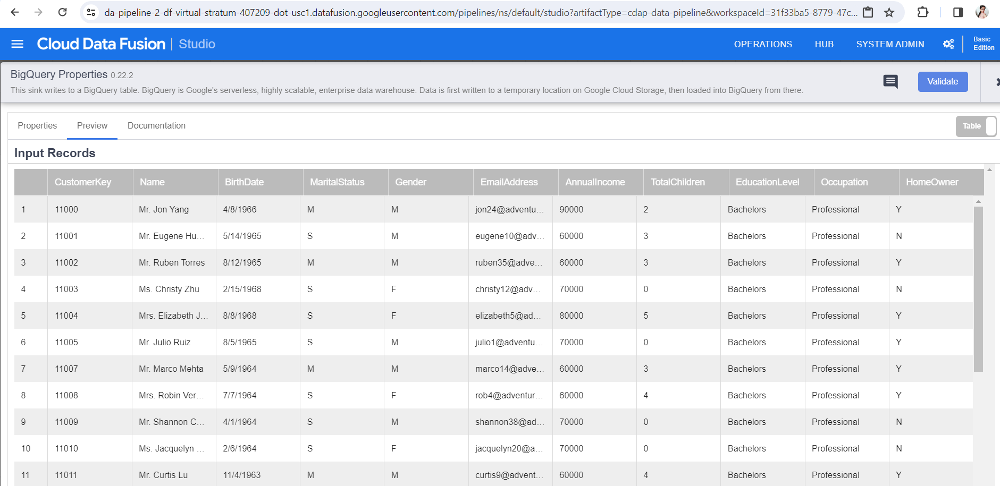 da-pipeline-2-df-virtual-stratum-407209-dot-usc1.datafusion.googleusercontent.com/pipelines/ns/default/studio?artifactType=cdap-data-pipeline&workspaceId=31f33ba5-8779-47c...
Cloud Data Fusion | Studio OPERATIONS HUB SYSTEM ADMIN Basic Edition
BigQuery Properties 0.22.2
Validate
This sink writes to a BigQuery table. BigQuery is Google's serverless, highly scalable, enterprise data warehouse. Data is first written to a temporary location on Google Cloud Storage, then loaded into BigQuery from there.
Properties Preview Documentation Table
Input Records
CustomerKey Name BirthDate MaritalStatus Gender EmailAddress AnnualIncome TotalChildren EducationLevel Occupation HomeOwner
1 11000 Mr. Jon Yang 4/8/1966 M M jon24@adventu... 90000 2 Bachelors Professional Y
2 11001 Mr. Eugene Hu... 5/14/1965 S M eugene10@adv... 60000 3 Bachelors Professional N
3 11002 Mr. Ruben Torres 8/12/1965 M M ruben35@adve... 60000 3 Bachelors Professional Y
4 11003 Ms. Christy Zhu 2/15/1968 S F christy12@adv... 70000 0 Bachelors Professional N
5 11004 Mrs. Elizabeth J... 8/8/1968 S F elizabeth5@ad... 80000 5 Bachelors Professional Y
6 11005 Mr. Julio Ruiz 8/5/1965 S M julio1@adventu... 70000 0 Bachelors Professional Y
7 11007 Mr. Marco Mehta 5/9/1964 M M marco14@adve... 60000 3 Bachelors Professional Y
8 11008 Mrs. Robin Ver... 7/7/1964 S F rob4@adventur... 60000 4 Bachelors Professional Y
9 11009 Mr. Shannon C... 4/1/1964 S M shannon38@ad... 70000 0 Bachelors Professional N
10 11010 Ms. Jacquelyn ... 2/6/1964 S F jacquelyn20@a... 70000 0 Bachelors Professional N
11 11011 Mr. Curtis Lu 11/4/1963 M M curtis9@advent... 60000 4 Bachelors Professional Y